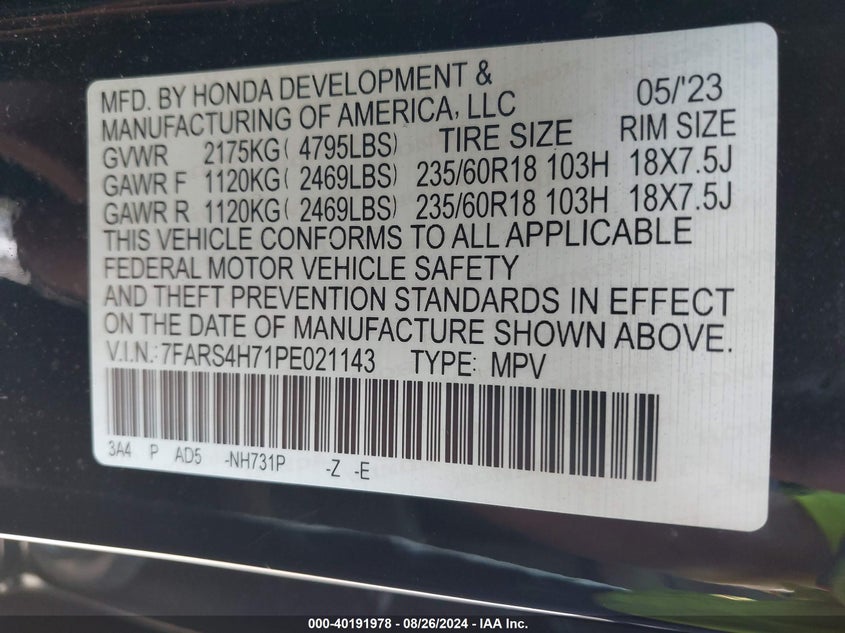 MFD. BY HONDA DEVELOPMENT & 05/'23
MANUFACTURING OF AMERICA, LLC
GVWR 2175KG( 4795LBS) TIRE SIZE RIM SIZE
GAWR F 1120KG( 2469LBS) 235/60R18 103H 18X7.5J
GAWR R 1120KG( 2469LBS) 235/60R18 103H 18X7.5J
THIS VEHICLE CONFORMS TO ALL APPLICABLE
FEDERAL MOTOR VEHICLE SAFETY
AND THEFT PREVENTION STANDARDS IN EFFECT
ON THE DATE OF MANUFACTURE SHOWN ABOVE.
V.I.N.: 7FARS4H71PE021143 TYPE: MPV
3A4 P AD5 -NH731P -Z -E
000-40191978 - 08/26/2024 - IAA Inc.